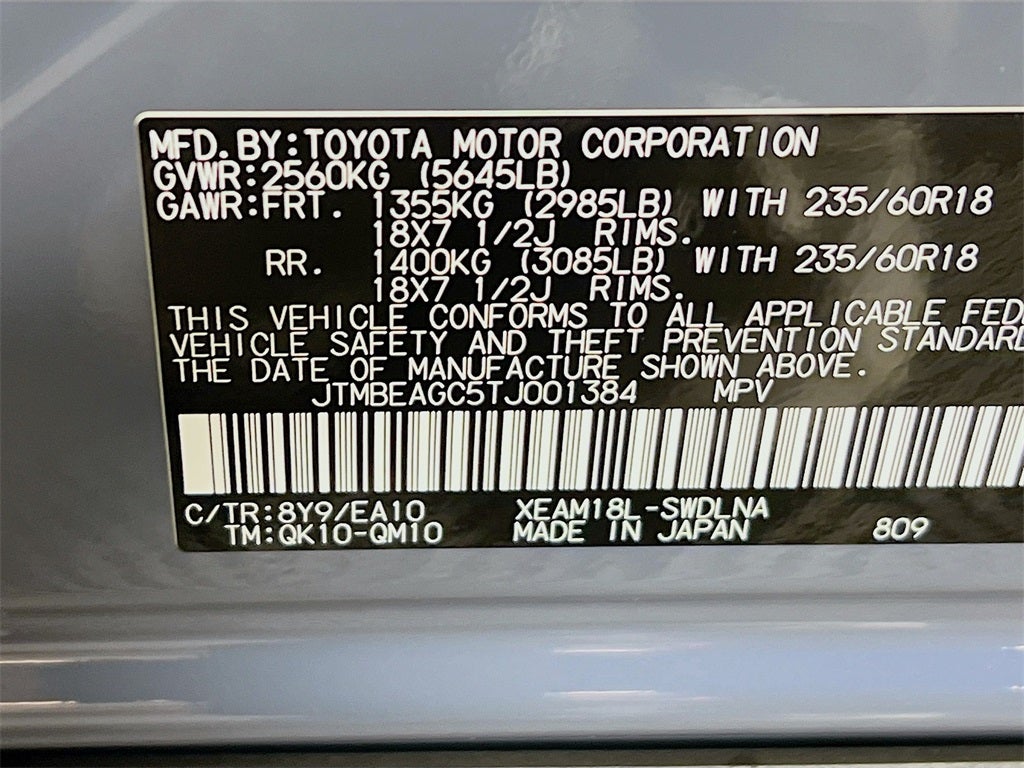 MFD. BY: TOYOTA MOTOR CORPORATION
GVWR: 2560KG (5645LB)
GAWR: FRT. 1355KG (2985LB) WITH 235/60R18
18X7 1/2J RIMS.
RR. 1400KG (3085LB) WITH 235/60R18
18X7 1/2J RIMS.
THIS VEHICLE CONFORMS TO ALL APPLICABLE FEDE
VEHICLE SAFETY AND THEFT PREVENTION STANDARD
THE DATE OF MANUFACTURE SHOWN ABOVE.
JTMBEAGC5TJ001384 MPV
C/TR: 8Y9/EA10 XEAM18L-SWDLNA
TM: QK10-QM10 MADE IN JAPAN 809